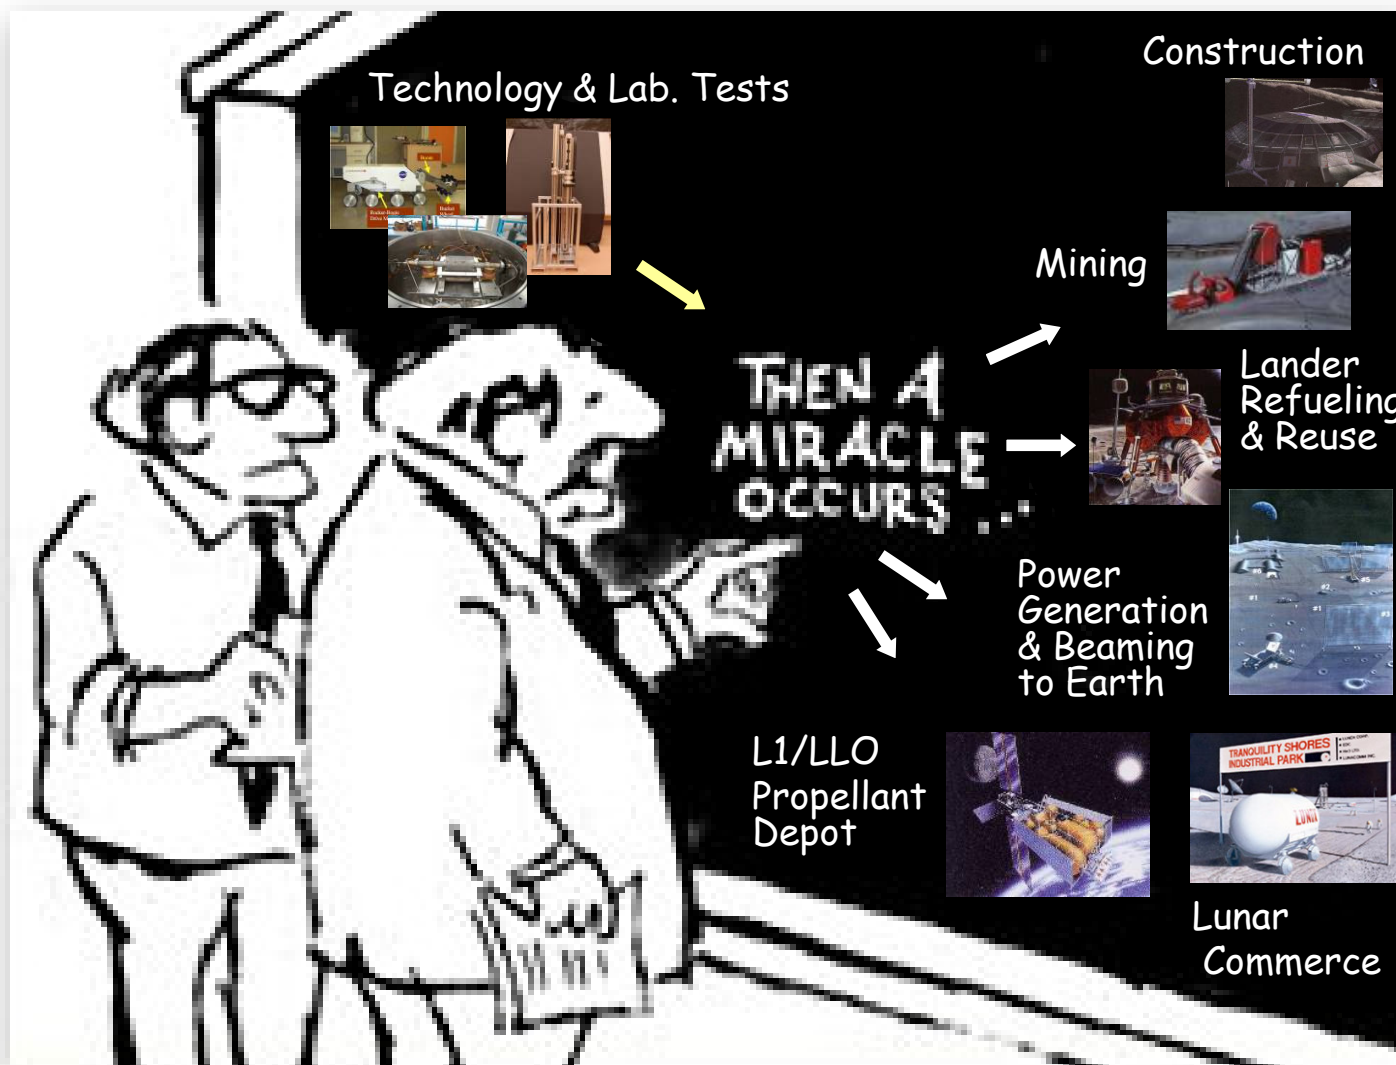 Construction
Technology & Lab. Tests
Mining
THEN A
MIRACLE
OCCURS ...
Lander
Refueling
& Reuse
Power
Generation
& Beaming
to Earth
L1/LLO
Propellant
Depot
TRANQUILITY SHORES
INDUSTRIAL PARK
LUNOX
Lunar
Commerce